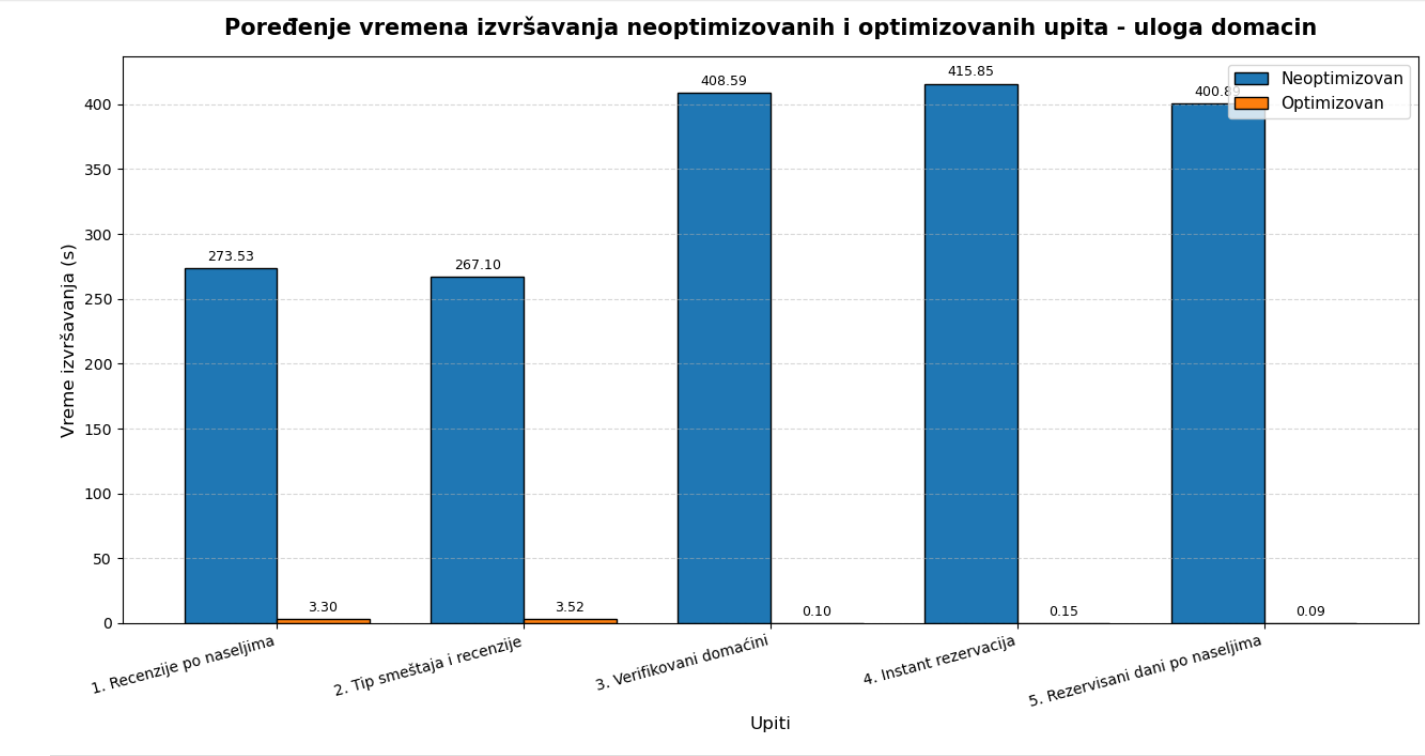 Poređenje vremena izvršavanja neoptimizovanih i optimizovanih upita - uloga domacin
Neoptimizovan
Optimizovan
Vreme izvršavanja (s)
400
350
300
250
200
150
100
50
0
273.53
3.30
267.10
3.52
408.59
0.10
415.85
0.15
400.89
0.09
1. Recenzije po naseljima
2. Tip smeštaja i recenzije
3. Verifikovani domaćini
4. Instant rezervacija
5. Rezervisani dani po naseljima
Upiti